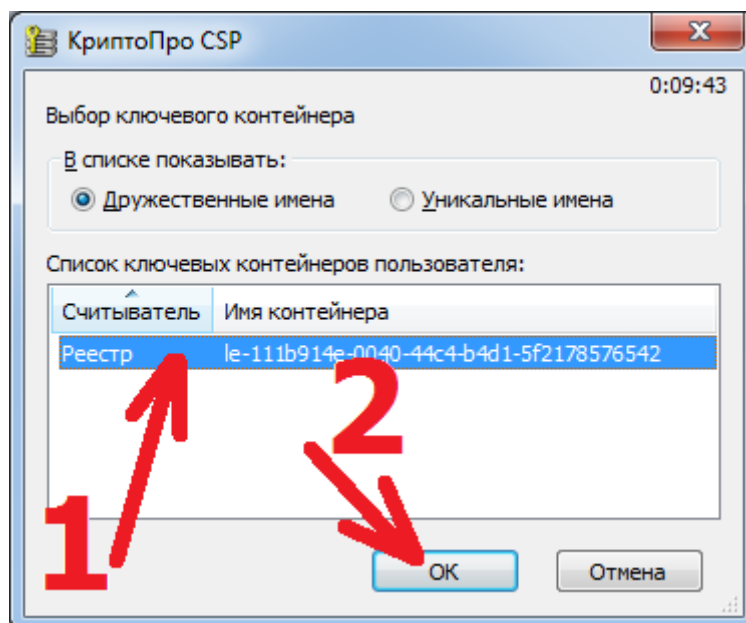 КриптоПро CSP
0:09:43
Выбор ключевого контейнера
В списке показывать:
Дружественные имена Уникальные имена
Список ключевых контейнеров пользователя:
Считыватель Имя контейнера
Реестр le-111b914e-0040-44c4-b4d1-5f2178576542
2
1
ОК Отмена